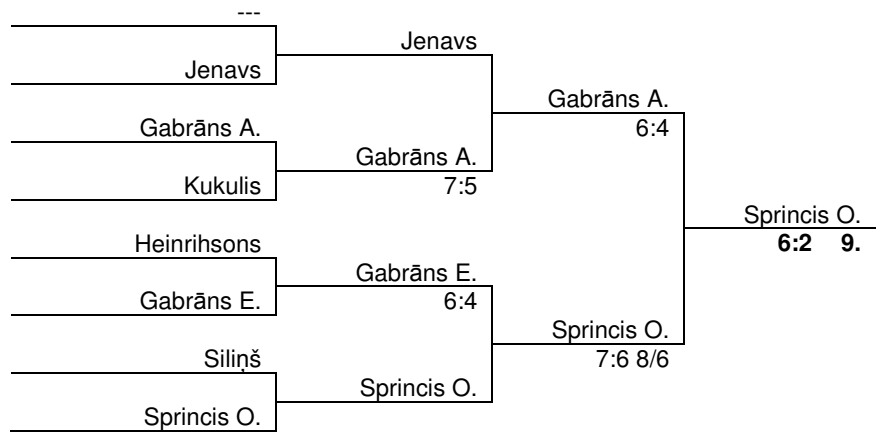 ---
Jenavs
Jenavs
Gabrāns A.
Gabrāns A.
6:4
Gabrāns A.
7:5
Kukulis
Sprincis O.
6:2 9.
Heinrihsons
Gabrāns E.
6:4
Gabrāns E.
Sprincis O.
7:6 8/6
Siliņš
Sprincis O.
Sprincis O.